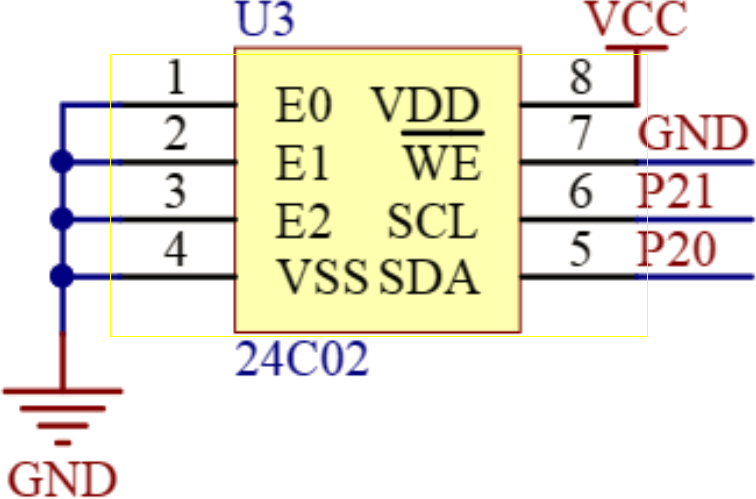 U3
VCC
1 E0 VDD 8
2 E1 WE 7 GND
3 E2 SCL 6 P21
4 VSS SDA 5 P20
24C02
GND